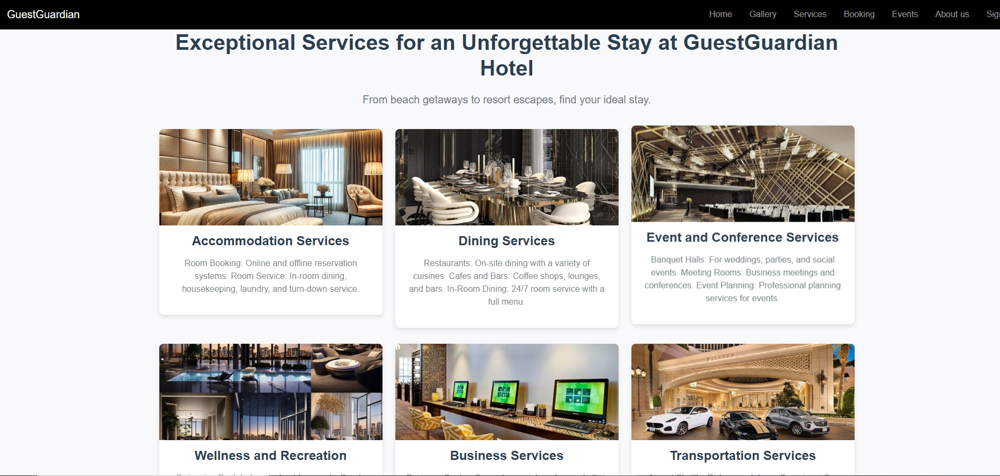 GuestGuardian
Home Gallery Services Booking Events About us
Exceptional Services for an Unforgettable Stay at GuestGuardian
Hotel
From beach getaways to resort escapes, find your ideal stay.
Accommodation Services
Room Booking: Online and offline reservation
systems. Room Service: In-room dining,
housekeeping, laundry, and turn-down service.
Dining Services
Restaurants: On-site dining with a variety of
cuisines. Cafes and Bars: Coffee shops, lounges,
and bars. In-Room Dining: 24/7 room service with a
full menu.
Event and Conference Services
Banquet Halls: For weddings, parties, and social
events. Meeting Rooms: Business meetings and
conferences. Event Planning: Professional planning
services for events.
PALAZZO
Wellness and Recreation
Business Services
Transportation Services